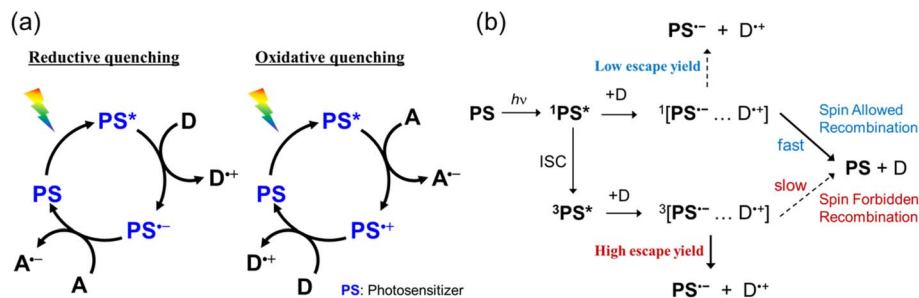 (a)
Reductive quenching
PS*
D
D•+
PS•−
A
A•−
PS
Oxidative quenching
PS*
A
A•−
PS•+
D
D•+
PS
PS: Photosensitizer
(b)
PS•− + D•+
Low escape yield
PS hν ¹PS* +D ¹[PS•− ... D•+]
Spin Allowed
Recombination
fast
ISC
PS + D
slow
Spin Forbidden
Recombination
³PS* +D ³[PS•− ... D•+]
High escape yield
PS•− + D•+